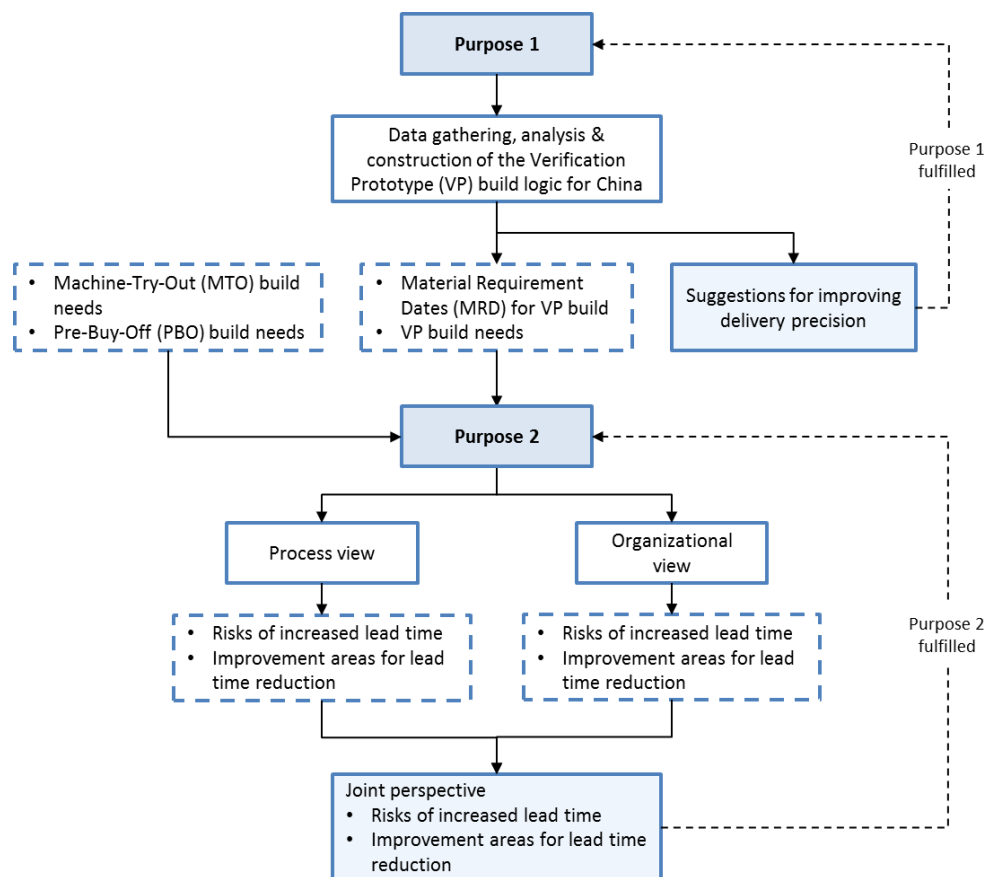 Purpose 1
Data gathering, analysis &
construction of the Verification
Prototype (VP) build logic for China
Purpose 1
fulfilled
• Machine-Try-Out (MTO) build
needs
• Pre-Buy-Off (PBO) build needs
• Material Requirement
Dates (MRD) for VP build
• VP build needs
Suggestions for improving
delivery precision
Purpose 2
Process view
Organizational
view
• Risks of increased lead time
• Improvement areas for lead
time reduction
• Risks of increased lead time
• Improvement areas for lead
time reduction
Purpose 2
fulfilled
Joint perspective
• Risks of increased lead time
• Improvement areas for lead time
reduction